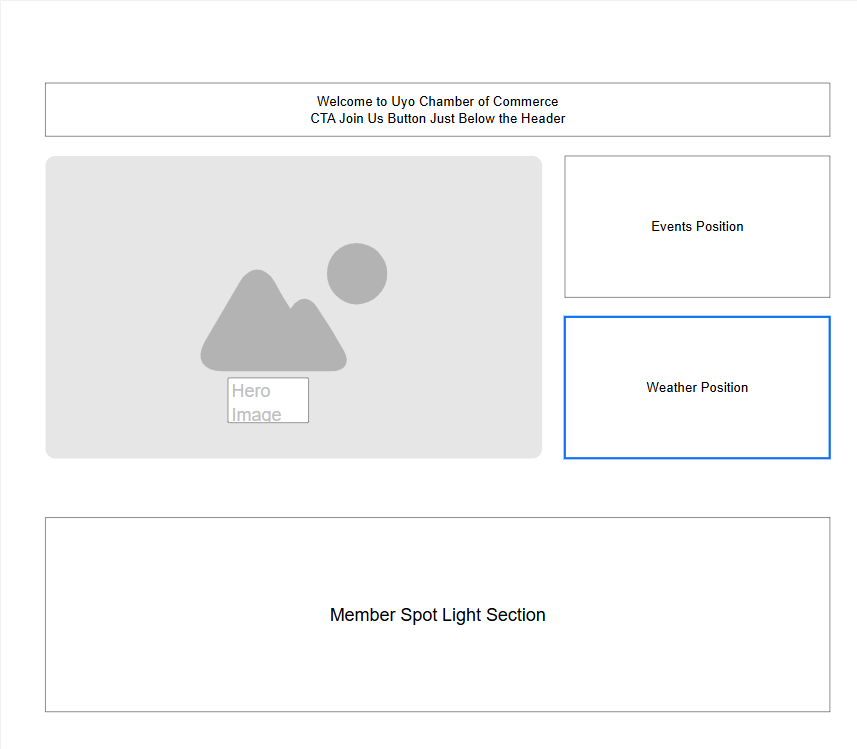 Welcome to Uyo Chamber of Commerce
CTA Join Us Button Just Below the Header
Events Position
Hero
Image
Weather Position
Member Spot Light Section